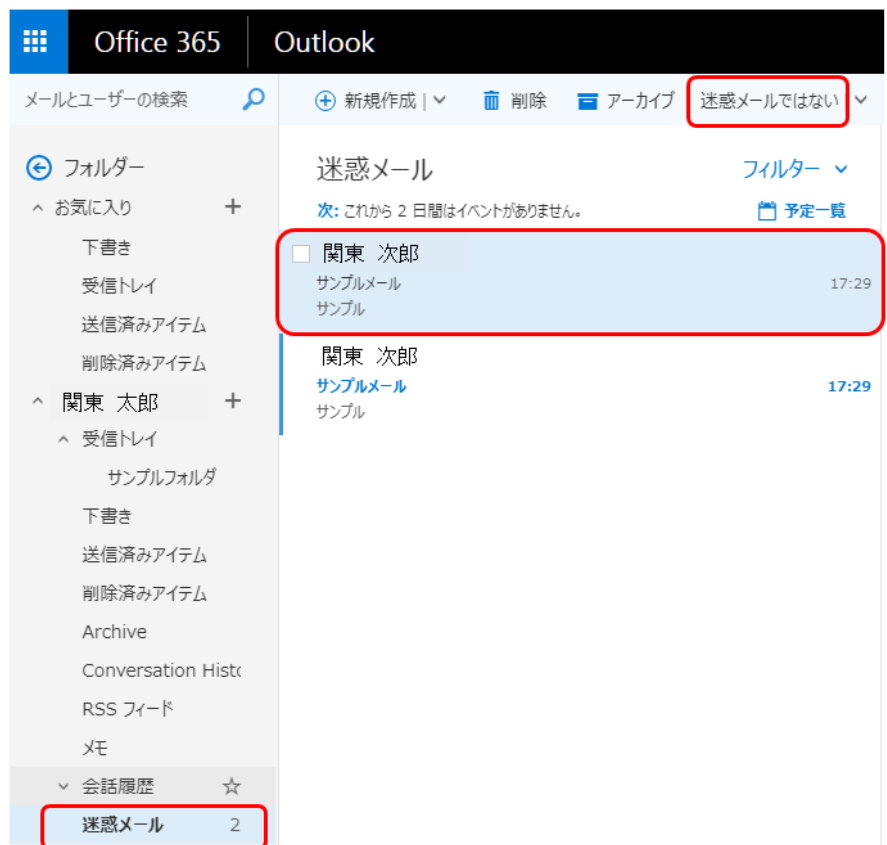 Office 365 Outlook
メールとユーザーの検索
新規作成 | 削除 アーカイブ 迷惑メールではない
フォルダー
お気に入り +
下書き
受信トレイ
送信済みアイテム
削除済みアイテム
関東 太郎 +
受信トレイ
サンプルフォルダ
下書き
送信済みアイテム
削除済みアイテム
Archive
Conversation Histo
RSS フィード
メモ
会話履歴
迷惑メール 2
迷惑メール フィルター
次: これから 2 日間はイベントがありません。 予定一覧
関東 次郎
サンプルメール 17:29
サンプル
関東 次郎
サンプルメール 17:29
サンプル